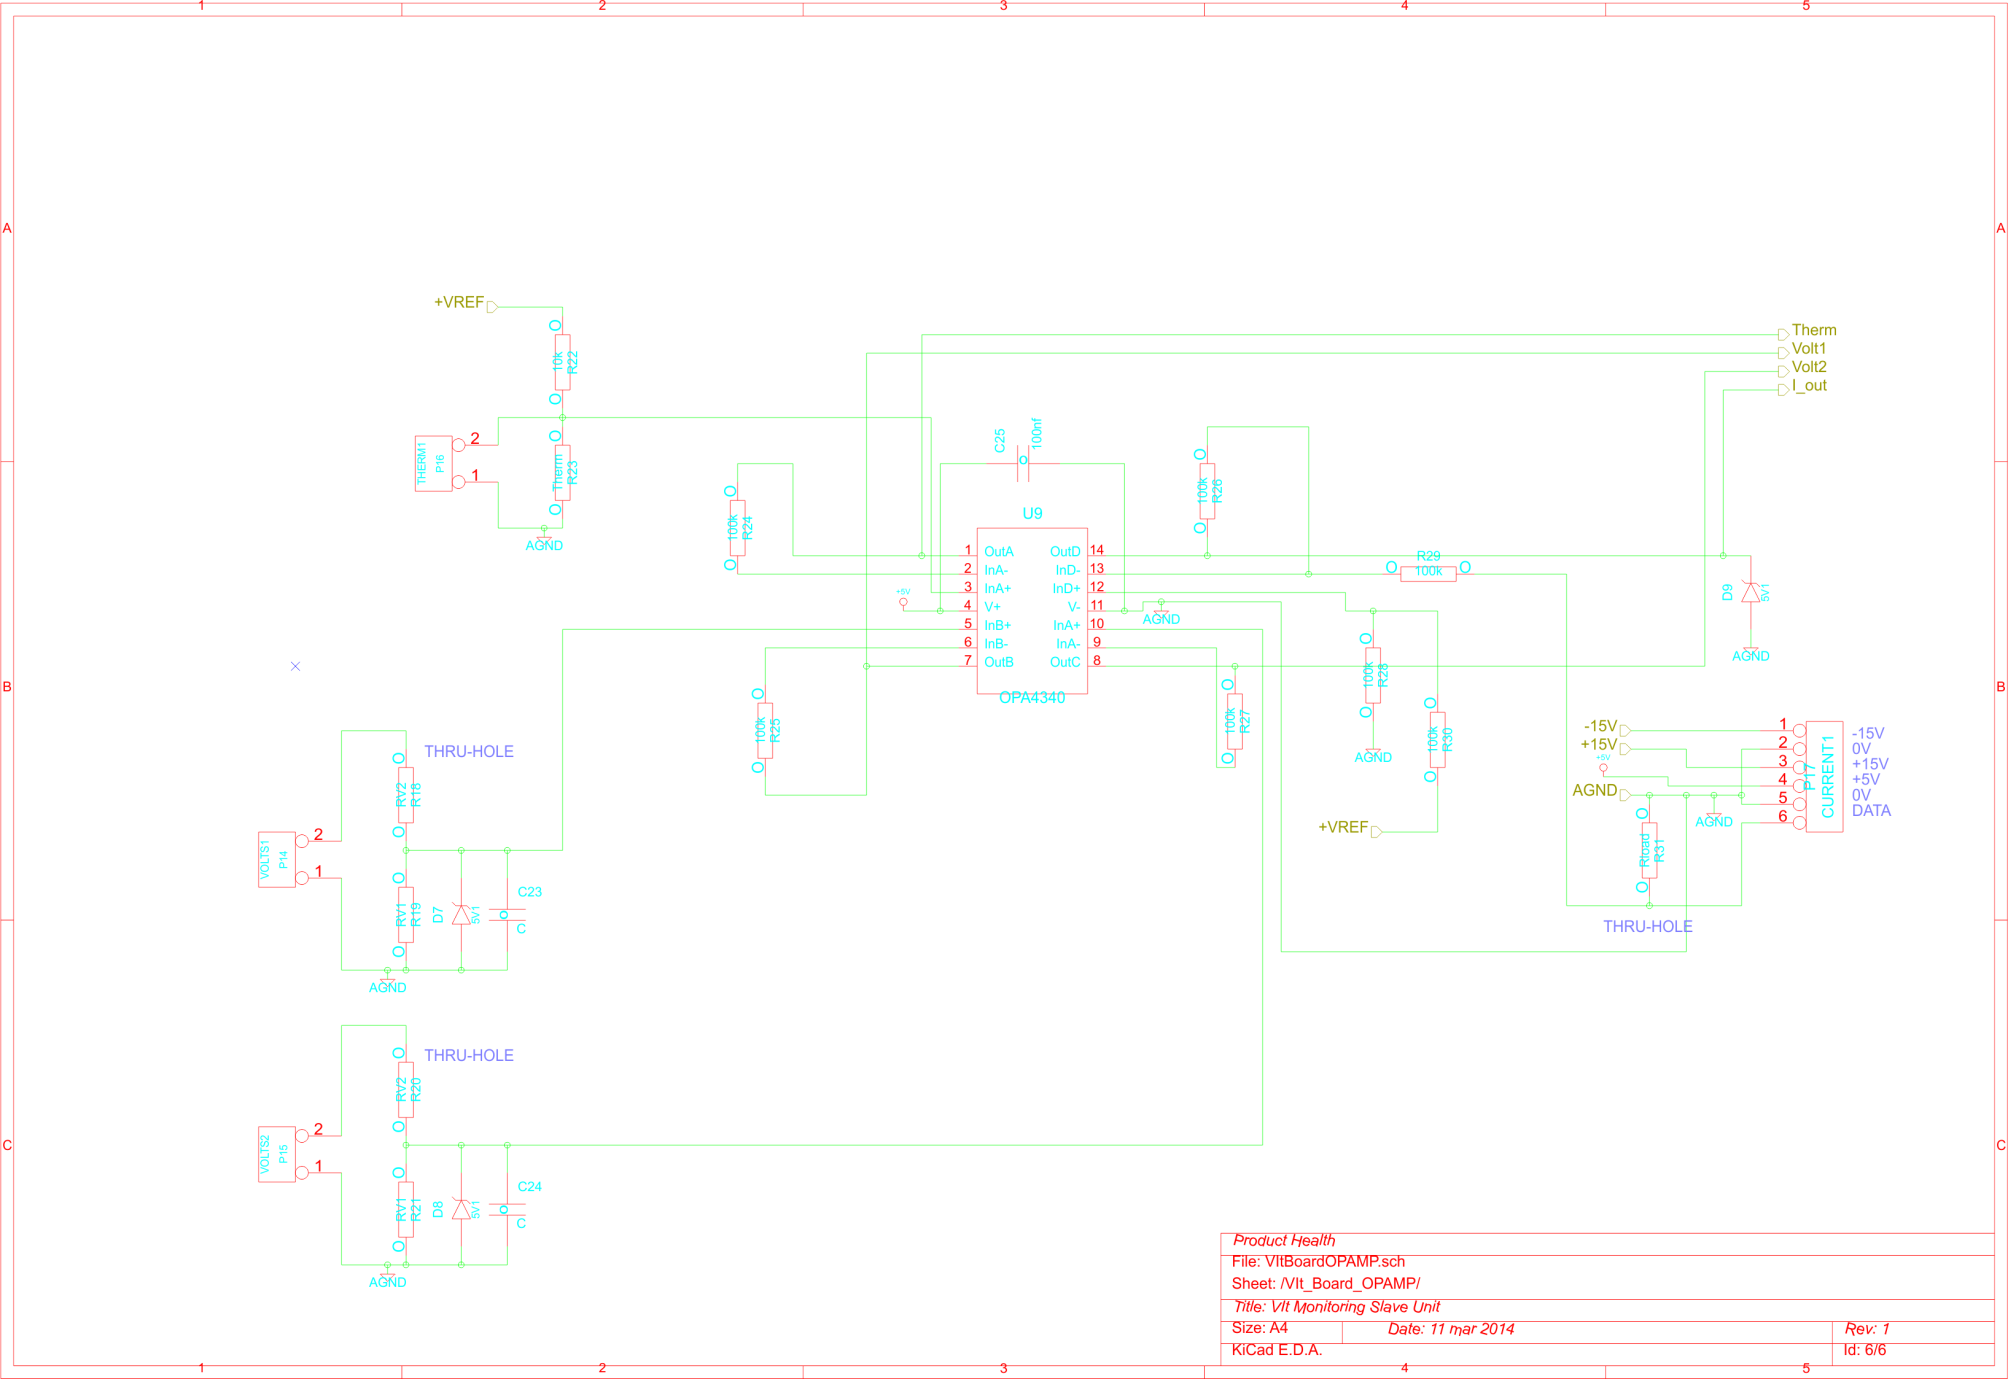 1 2 3 4 5
A A
+VREF
10k R22
Therm
Volt1
Volt2
I_out
THERM1 P16
2
1
Therm R23
AGND
C25 100nf
100k R24
100k R26
U9
1 OutA OutD 14
2 InA- InD- 13
3 InA+ InD+ 12
4 V+ V- 11
5 InB+ InA+ 10
6 InB- InA- 9
7 OutB OutC 8
OPA4340
+5V
AGND
R29
100k
D9 5V1
AGND
B B
100k R25
100k R27
100k R28
AGND
100k R30
+VREF
-15V
+15V
+5V
AGND
AGND
1
2
3
4
5
6
P17
CURRENT1
-15V
0V
+15V
+5V
0V
DATA
Rload R31
THRU-HOLE
THRU-HOLE
RV2 R18
VOLTS1 P14
2
1
RV1 R19
D7 5V1
C23
C
AGND
THRU-HOLE
RV2 R20
C C
VOLTS2 P15
2
1
RV1 R21
D8 5V1
C24
C
AGND
Product Health
File: VItBoardOPAMP.sch
Sheet: /VIt_Board_OPAMP/
Title: VIt Monitoring Slave Unit
Size: A4 Date: 11 mar 2014 Rev: 1
KiCad E.D.A. Id: 6/6
1 2 3 4 5